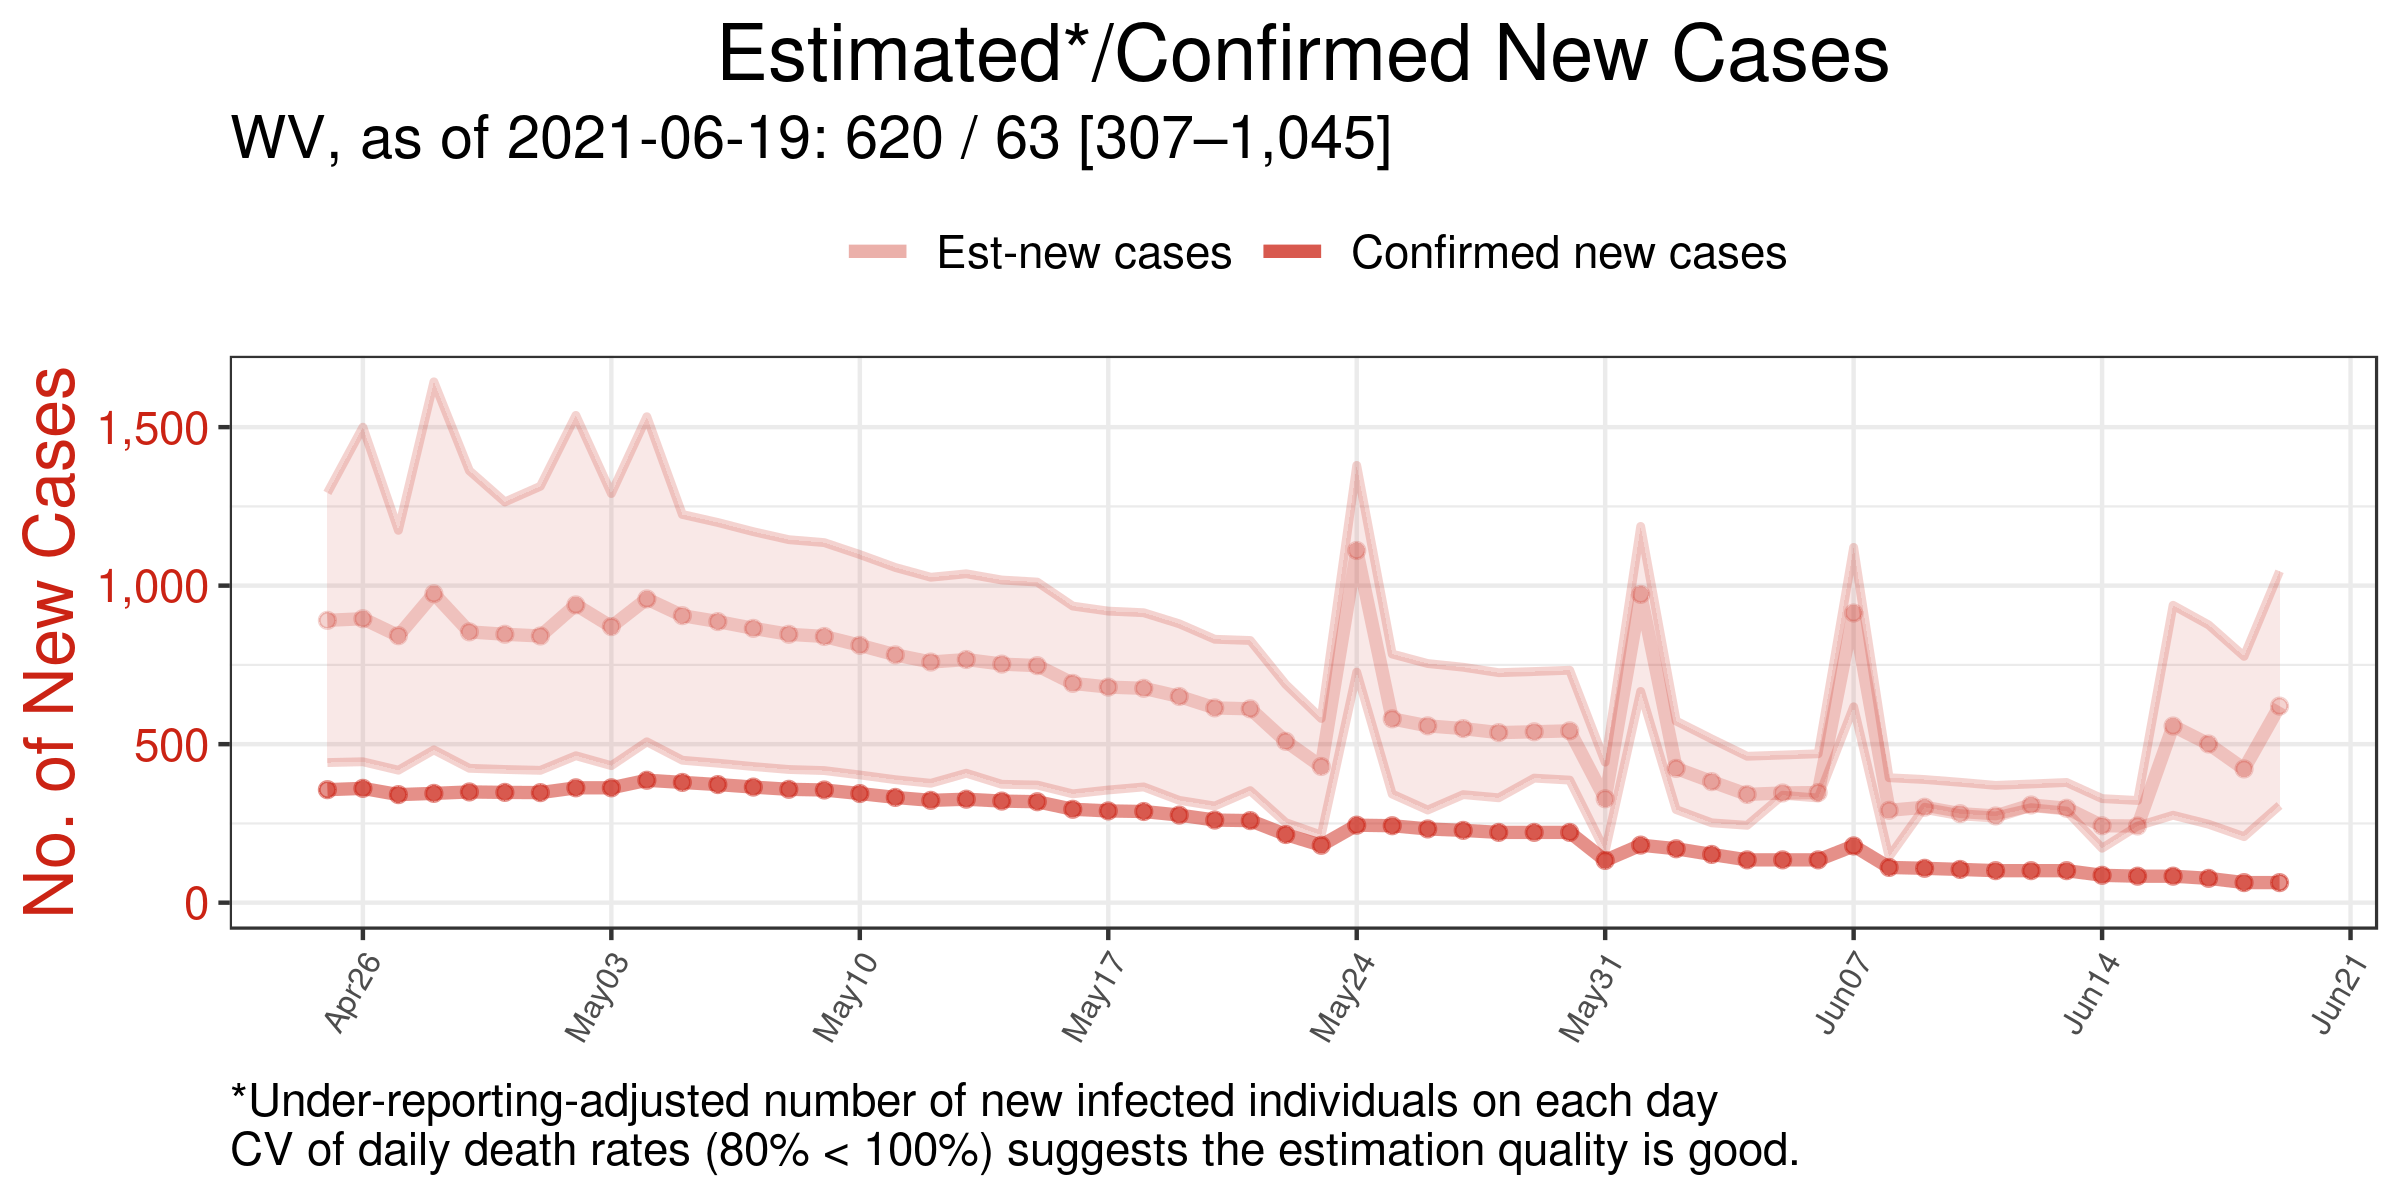 Estimated*/Confirmed New Cases
WV, as of 2021-06-19: 620 / 63 [307–1,045]
Est-new cases
Confirmed new cases
No. of New Cases
1,500
1,000
500
0
Apr26
May03
May10
May17
May24
May31
Jun07
Jun14
Jun21
*Under-reporting-adjusted number of new infected individuals on each day
CV of daily death rates (80% < 100%) suggests the estimation quality is good.